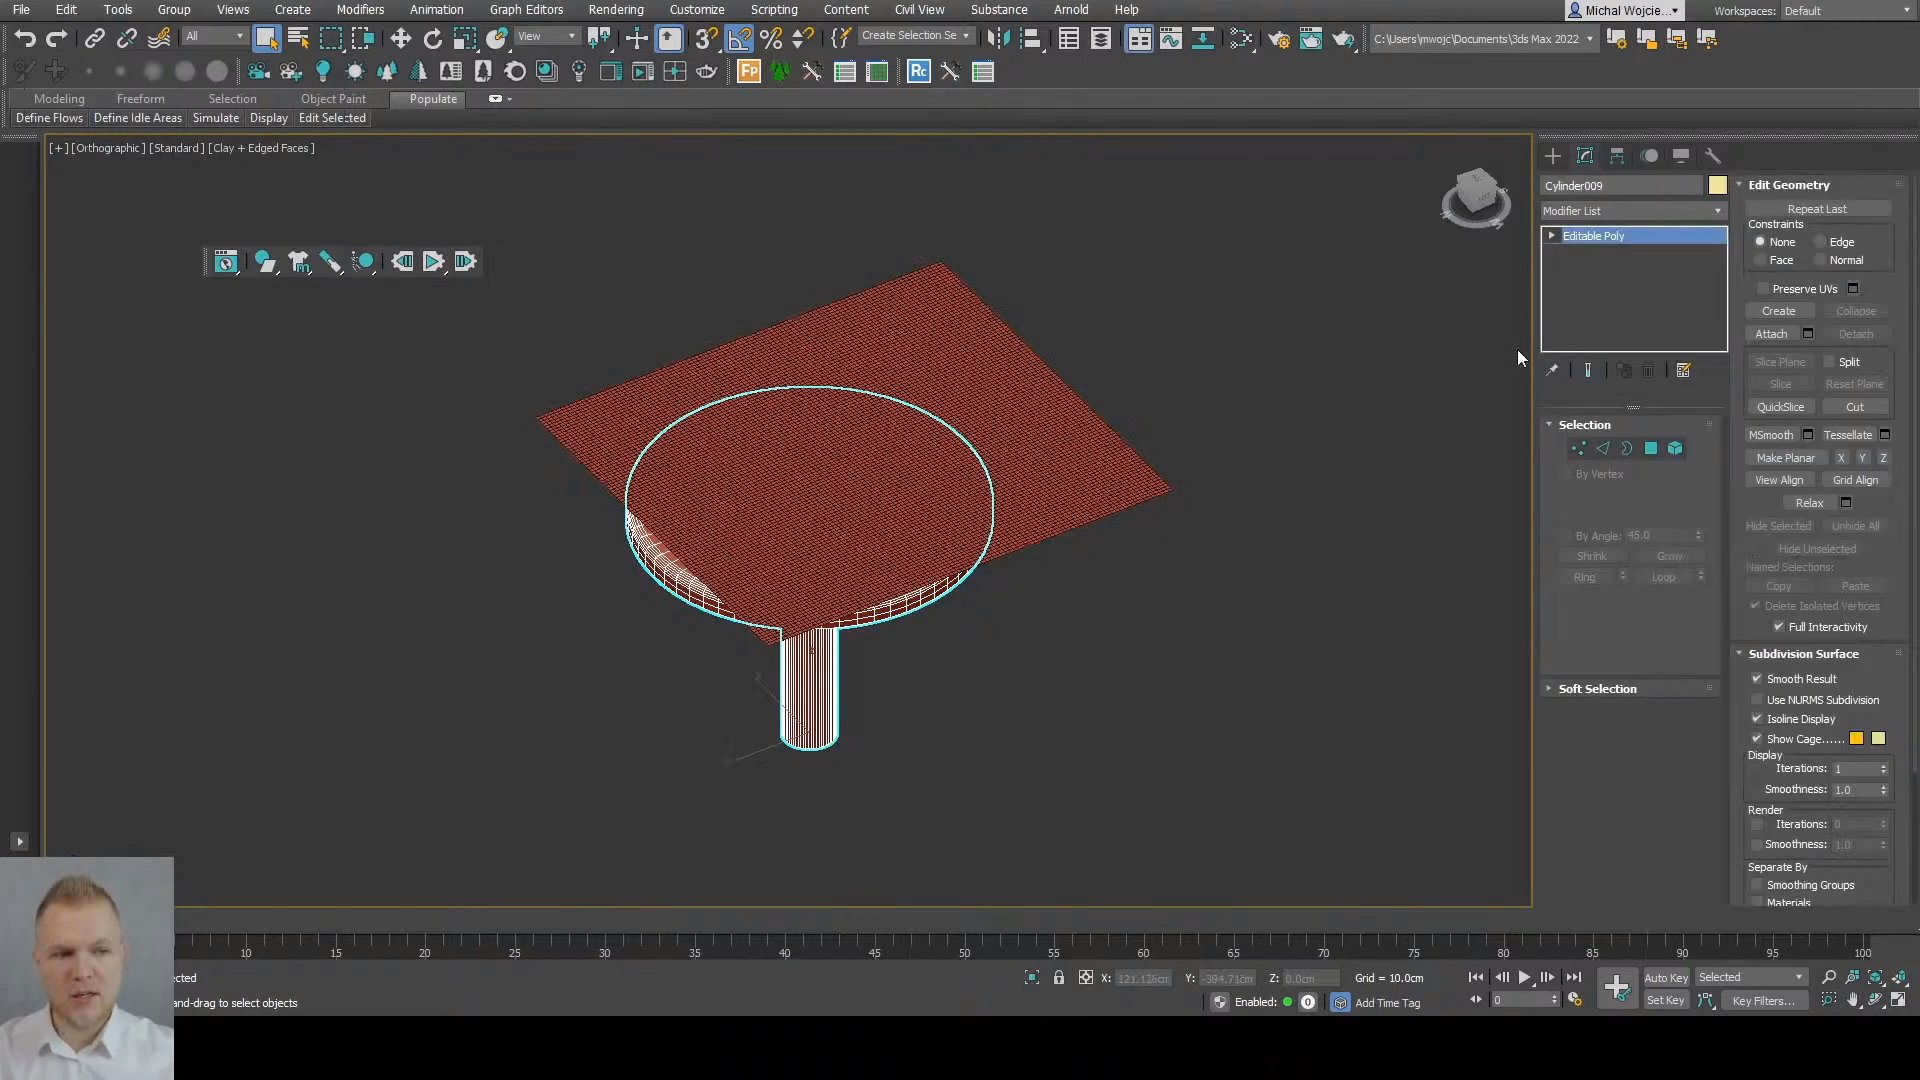 File Edit Tools Group Views Create Modifiers Animation Graph Editors Rendering Customize Scripting Content Civil View Substance Arnold Help
Michal Wojcie... Workspaces: Default
All View Create Selection Se C:\Users\mwojc\Documents\3ds Max 2022
Fp Rc
Modeling Freeform Selection Object Paint Populate
Define Flows Define Idle Areas Simulate Display Edit Selected
[+] [Orthographic] [Standard] [Clay + Edged Faces]
Cylinder009
Modifier List
Editable Poly
Selection
By Vertex
By Angle: 45.0
Shrink Grow
Ring Loop
Soft Selection
Edit Geometry
Repeat Last
Constraints
None Edge
Face Normal
Preserve UVs
Create Collapse
Attach Detach
Slice Plane Split
Slice Reset Plane
QuickSlice Cut
MSmooth Tessellate
Make Planar X Y Z
View Align Grid Align
Relax
Hide Selected Unhide All
Hide Unselected
Named Selections:
Copy Paste
Delete Isolated Vertices
Full Interactivity
Subdivision Surface
Smooth Result
Use NURMS Subdivision
Isoline Display
Show Cage......
Display
Iterations: 1
Smoothness: 1.0
Render
Iterations: 0
Smoothness: 1.0
Separate By
Smoothing Groups
Materials
10 15 20 25 30 35 40 45 50 55 60 65 70 75 80 85 90 95 100
ected X: 121.126cm Y: -394.71cm Z: 0.0cm Grid = 10.0cm Auto Key Selected
and-drag to select objects Enabled: Add Time Tag 0 Set Key Key Filters...